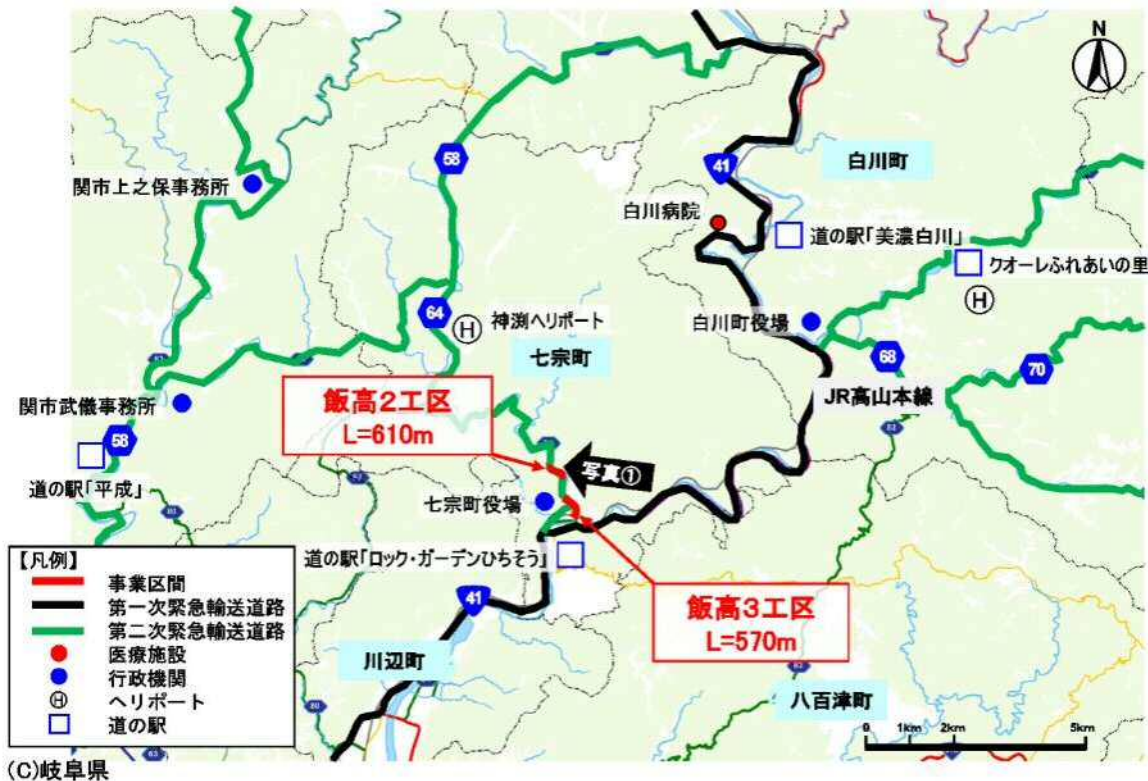 N
58
41
白川町
関市上之保事務所
白川病院
道の駅「美濃白川」
クオーレふれあいの里
H
64
H
神渕ヘリポート
白川町役場
七宗町
68
70
JR高山本線
飯高2工区
L=610m
関市武儀事務所
58
写真①
道の駅「平成」
七宗町役場
道の駅「ロック・ガーデンひちそう」
【凡例】
事業区間
第一次緊急輸送道路
第二次緊急輸送道路
医療施設
行政機関
H
ヘリポート
道の駅
41
飯高3工区
L=570m
川辺町
八百津町
0
1km
2km
5km
80
83
(C)岐阜県